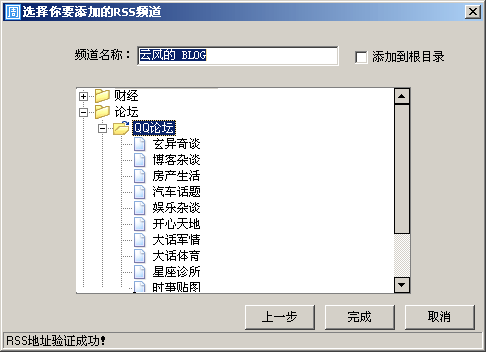 周 选择你要添加的RSS频道
频道名称: 云风的 BLOG 添加到根目录
财经
论坛
QQ论坛
玄异奇谈
博客杂谈
房产生活
汽车话题
娱乐杂谈
开心天地
大话军情
大话体育
星座诊所
时事贴图
上一步 完成 取消
RSS地址验证成功!